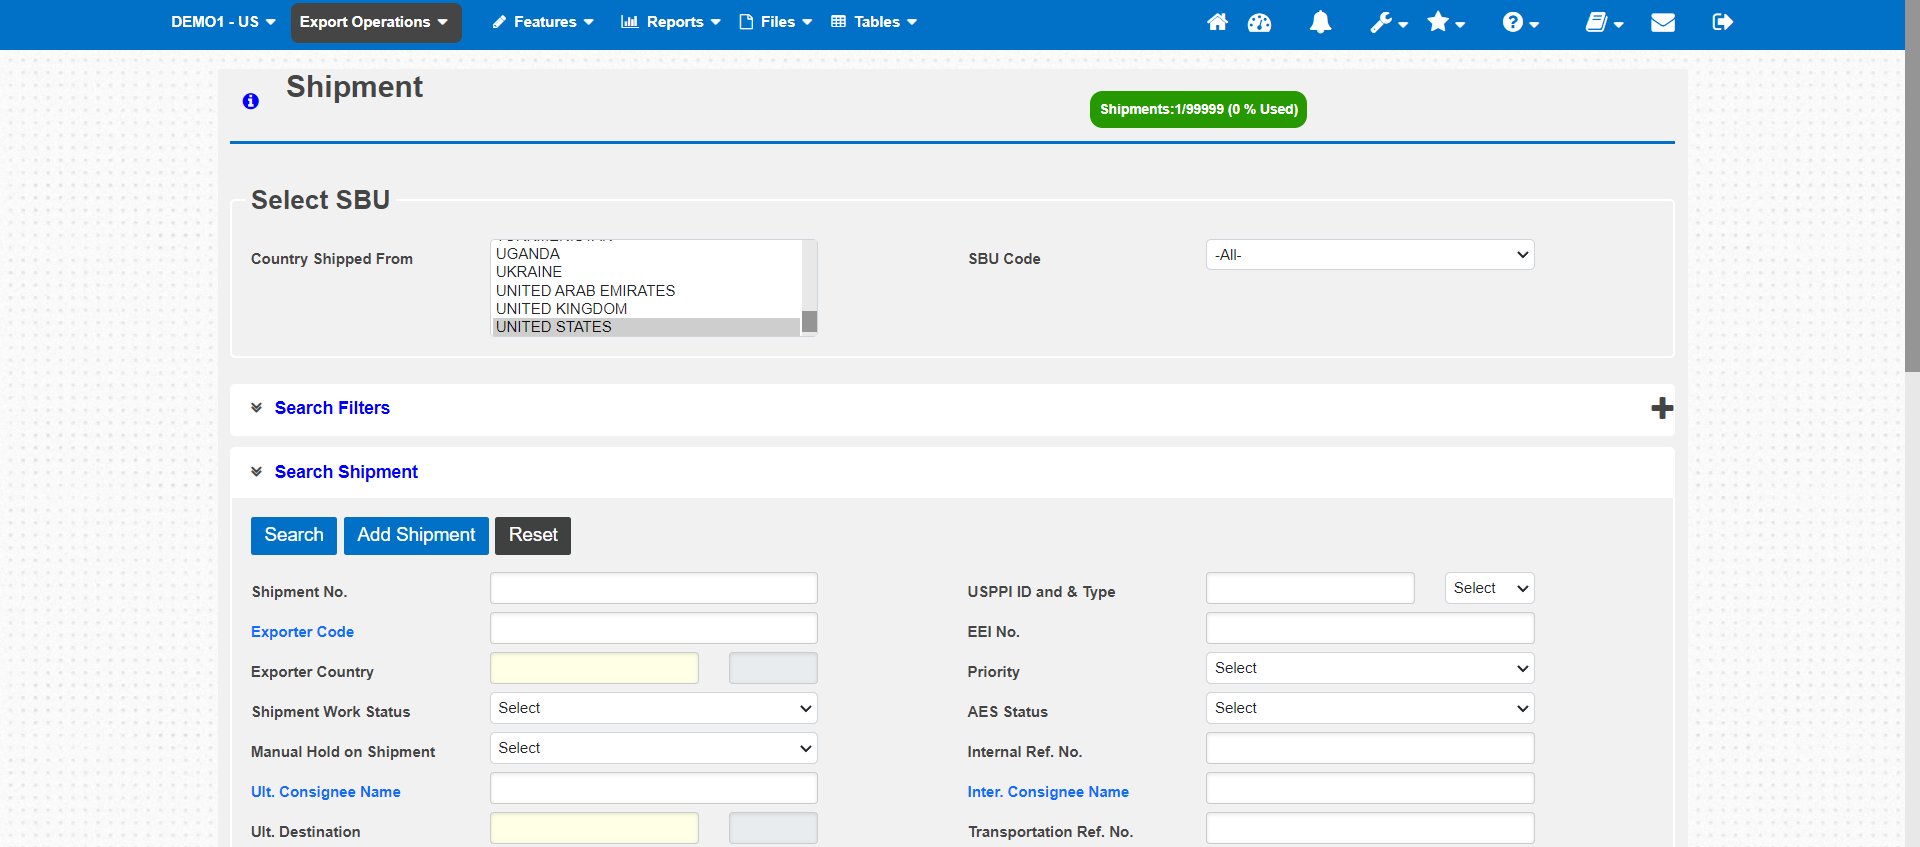 DEMO1 - US Export Operations Features Reports Files Tables
Shipment
Shipments:1/99999 (0 % Used)
Select SBU
Country Shipped From
UGANDA
UKRAINE
UNITED ARAB EMIRATES
UNITED KINGDOM
UNITED STATES
SBU Code -All-
Search Filters
Search Shipment
Search Add Shipment Reset
Shipment No. USPPI ID and & Type Select
Exporter Code EEI No.
Exporter Country Priority Select
Shipment Work Status Select AES Status Select
Manual Hold on Shipment Select Internal Ref. No.
Ult. Consignee Name Inter. Consignee Name
Ult. Destination Transportation Ref. No.